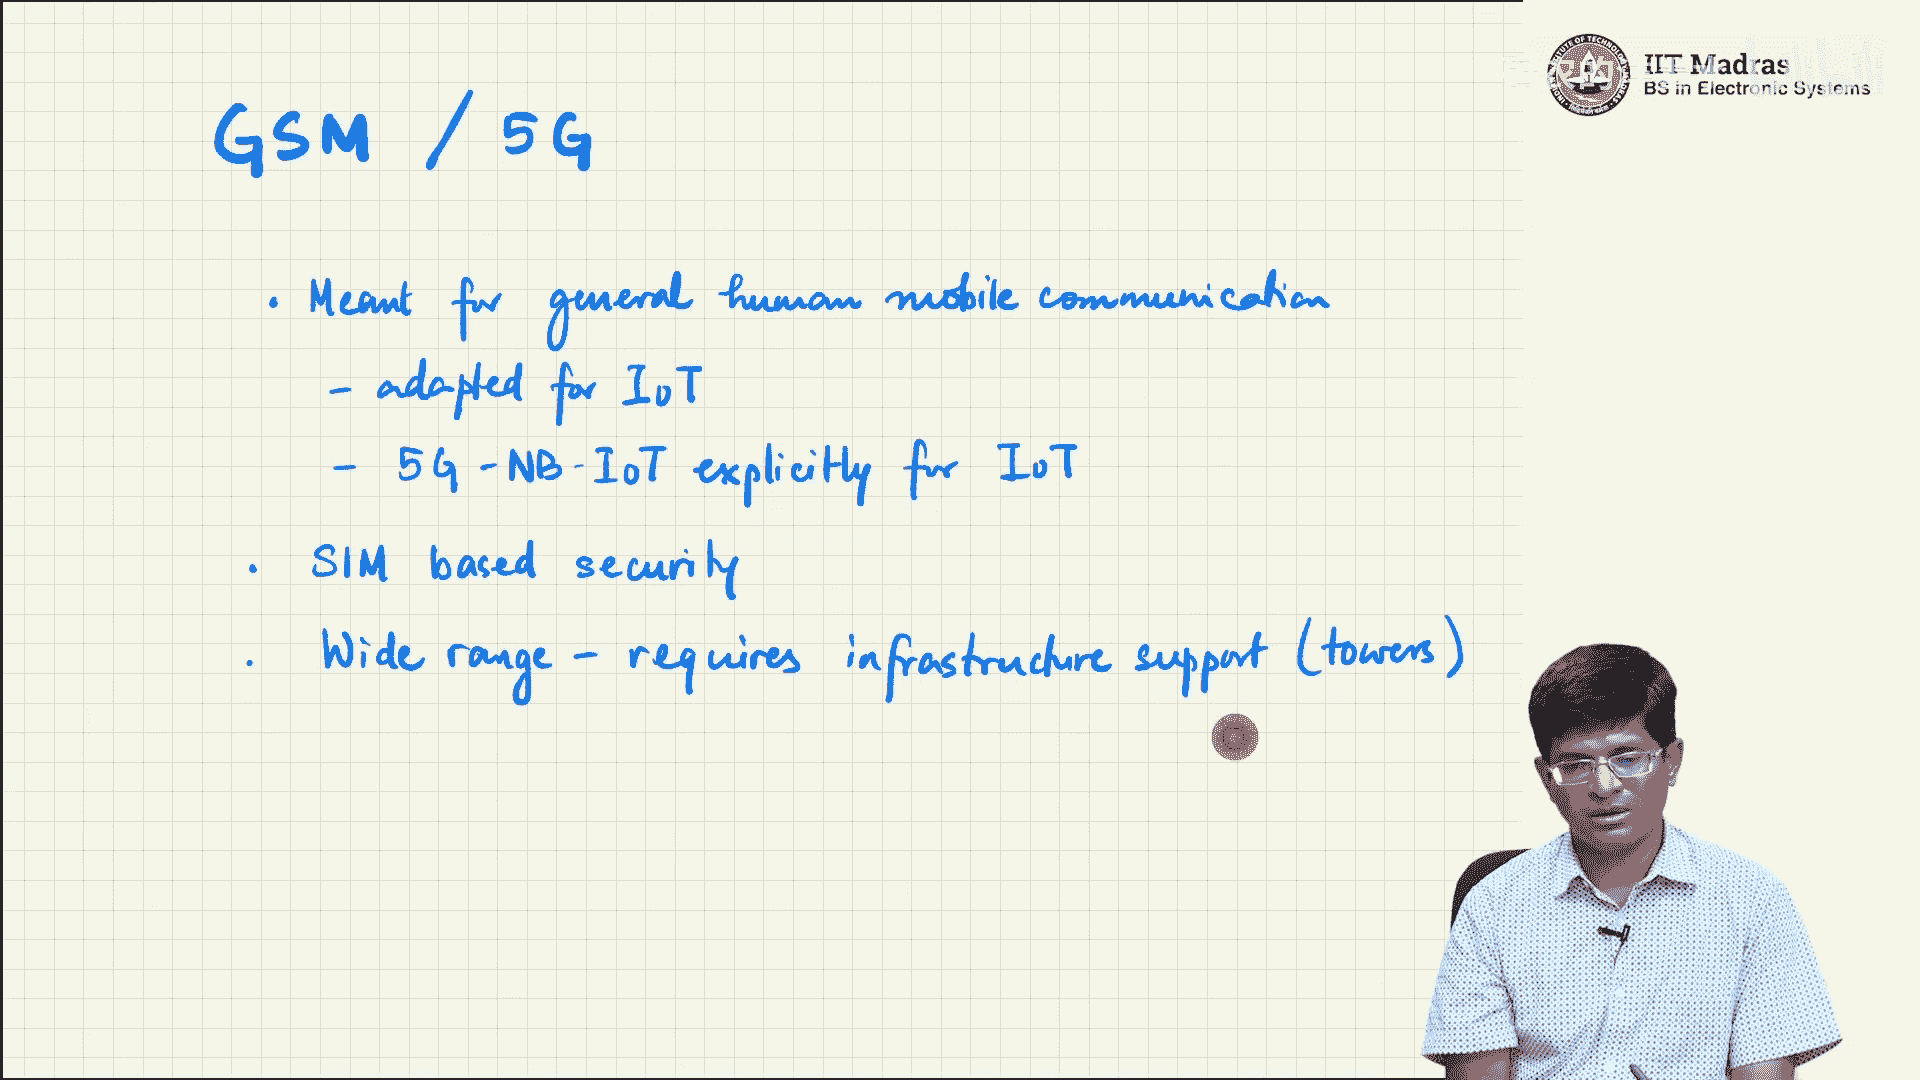 GSM / 5G
IIT Madras
BS in Electronic Systems
• Meant for general human mobile communication
- adapted for IoT
- 5G-NB-IoT explicitly for IoT
• SIM based security
• Wide range - requires infrastructure support (towers)